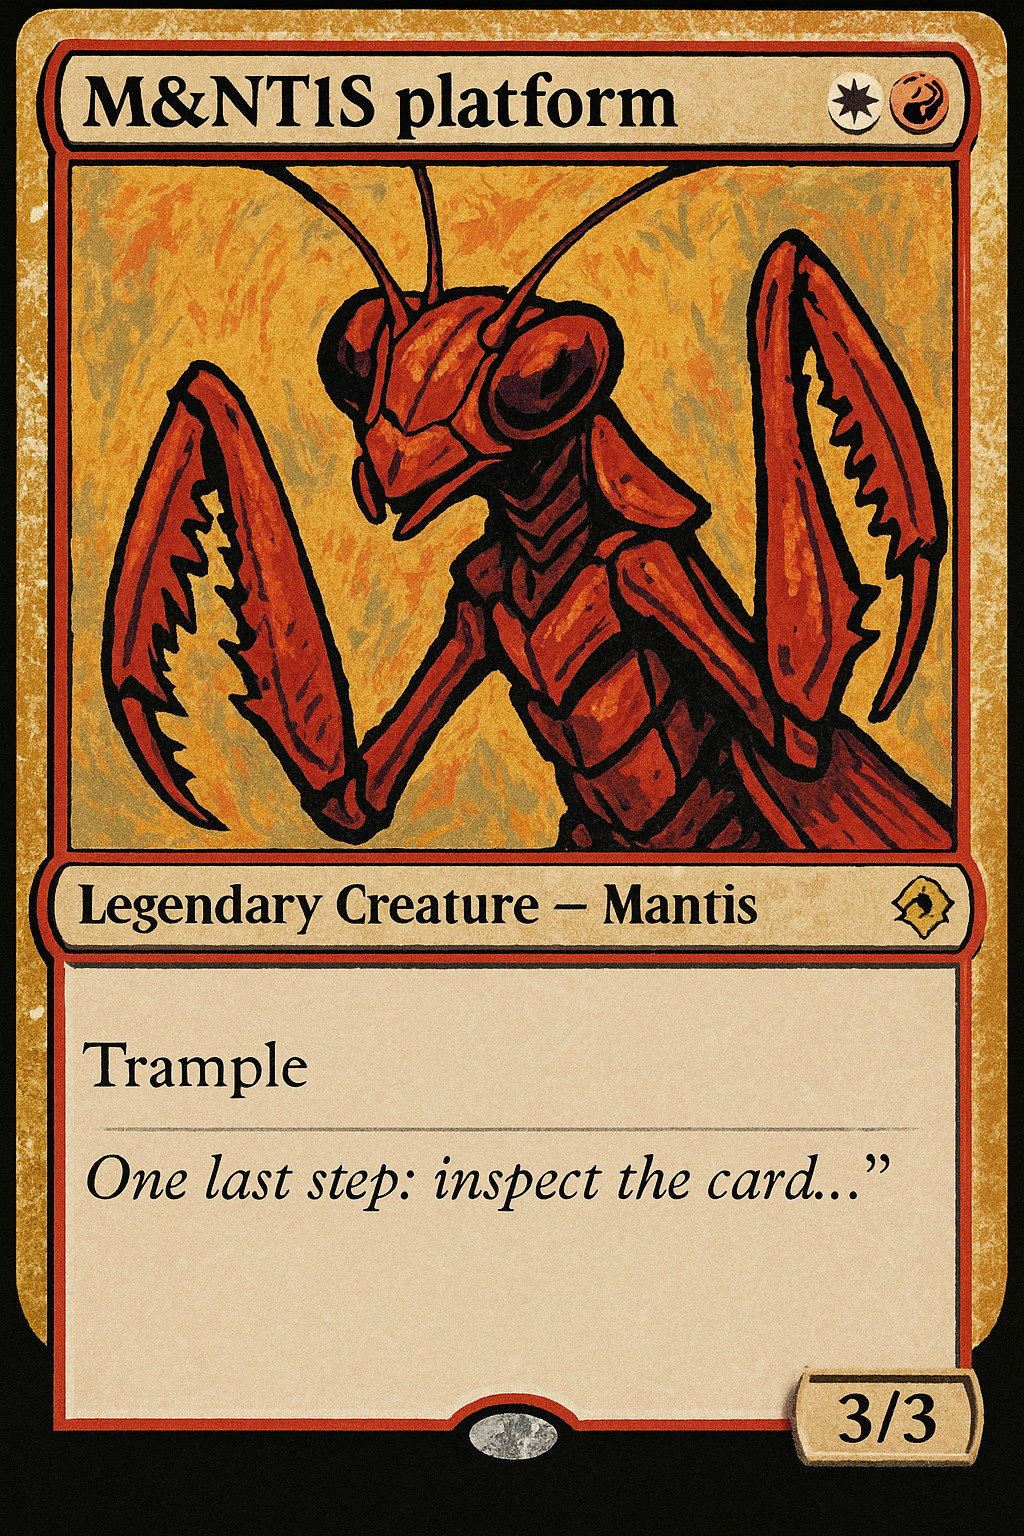 M&NT1S platform
Legendary Creature – Mantis
Trample
One last step: inspect the card...”
3/3